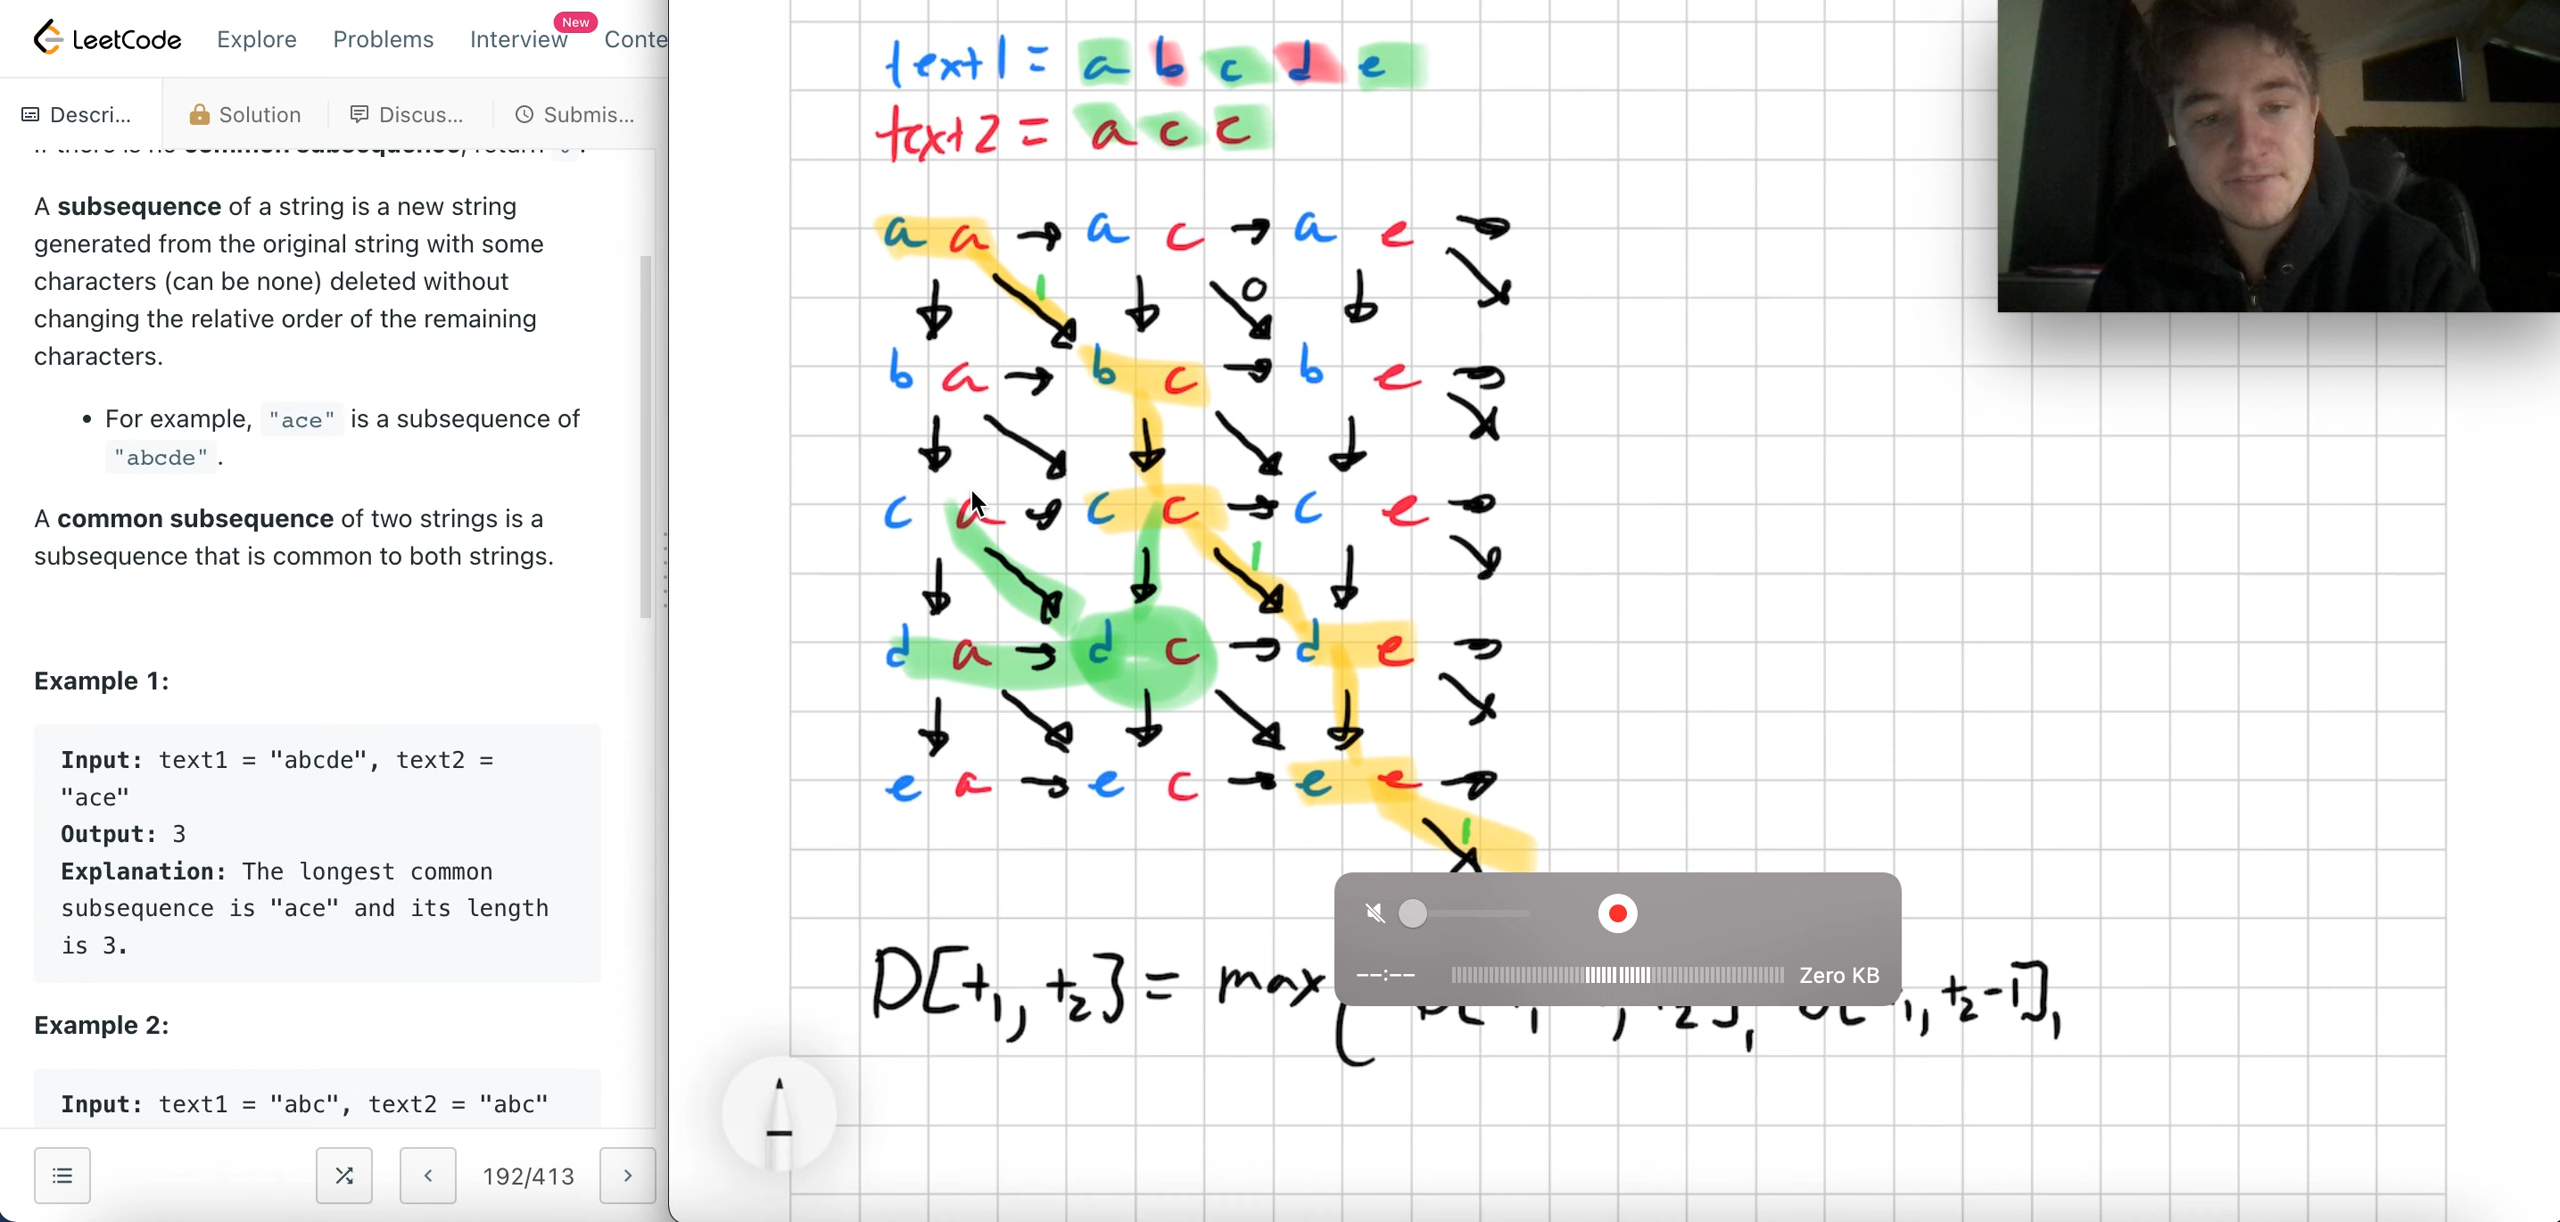 LeetCode Explore Problems Interview New Conte
Descri... Solution Discus... Submis...
A subsequence of a string is a new string
generated from the original string with some
characters (can be none) deleted without
changing the relative order of the remaining
characters.
• For example, "ace" is a subsequence of
"abcde" .
A common subsequence of two strings is a
subsequence that is common to both strings.
Example 1:
Input: text1 = "abcde", text2 =
"ace"
Output: 3
Explanation: The longest common
subsequence is "ace" and its length
is 3.
Example 2:
Input: text1 = "abc", text2 = "abc"
192/413
text1 = a b c d e
text2 = a c e
a a → a c → a e
1 0
b a → b c → b e
c a → c c → c e
1
d a → d c → d e
e a → e c → e e
1
--:-- Zero KB
D[t1, t2] = max
1, t2-1],